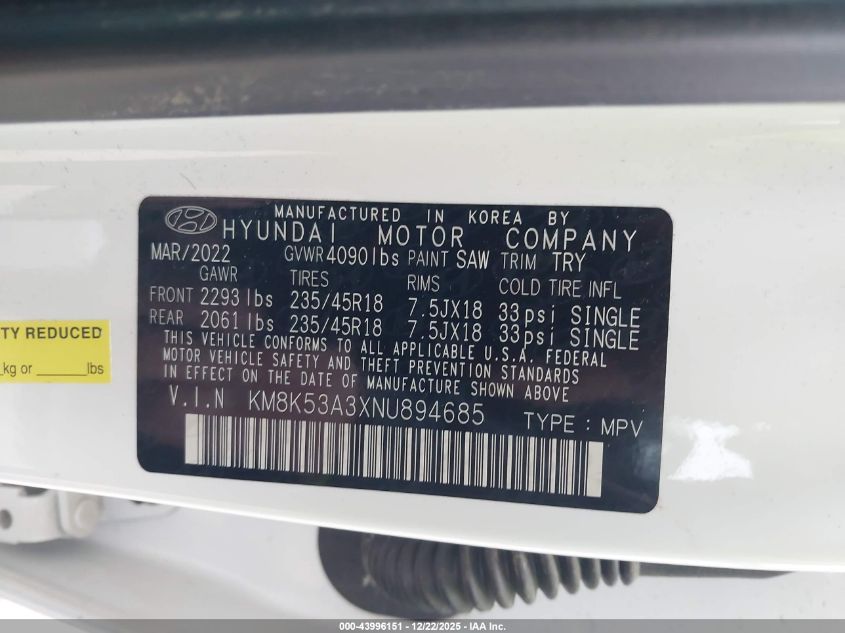 MANUFACTURED IN KOREA BY
HYUNDAI MOTOR COMPANY
MAR/2022 GVWR 4090lbs PAINT SAW TRIM TRY
GAWR TIRES RIMS COLD TIRE INFL
FRONT 2293 lbs 235/45R18 7.5JX18 33psi SINGLE
REAR 2061 lbs 235/45R18 7.5JX18 33psi SINGLE
THIS VEHICLE CONFORMS TO ALL APPLICABLE U.S.A. FEDERAL
MOTOR VEHICLE SAFETY AND THEFT PREVENTION STANDARDS
IN EFFECT ON THE DATE OF MANUFACTURE SHOWN ABOVE
V.I.N KM8K53A3XNU894685 TYPE : MPV
TY REDUCED
kg or ______lbs
000-43996151 - 12/22/2025 - IAA Inc.